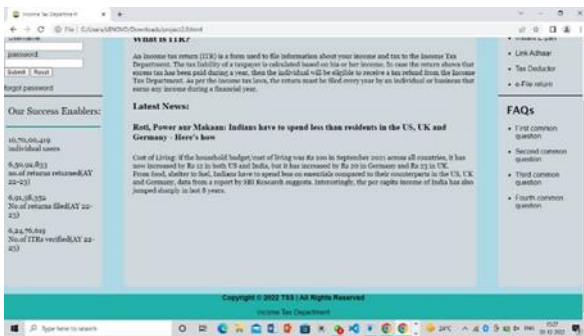 Income Tax Department
File C:/Users/LENOVO/Downloads/project2.0.html
password
Submit Reset
forgot password
Our Success Enablers:
individual users
6,50,92,833
no.of returns returned(AY
22-23)
6,91,38,552
No.of returns filed(AY 22-
23)
6,24,76,619
No.of ITRs verified(AY 22-
23)
What is ITR?
An income tax return (ITR) is a form used to file information about your income and tax to the Income Tax
Department. The tax liability of a taxpayer is calculated based on his or her income. In case the return shows that
excess tax has been paid during a year, then the individual will be eligible to receive a tax refund from the Income
Tax Department. As per the income tax laws, the return must be filed every year by an individual or business that
earns any income during a financial year.
Latest News:
Roti, Power aur Makaan: Indians have to spend less than residents in the US, UK and
Germany - Here's how
Cost of Living: if the household budget/cost of living was Rs 100 in September 2021 across all countries, it has
now increased by Rs 12 in both US and India, but it has increased by Rs 20 in Germany and Rs 23 in UK.
From food, shelter to fuel, Indians have to spend less on essentials compared to their counterparts in the US, UK
and Germany, data from a report by SBI Research suggests. Interestingly, the per capita income of India has also
jumped sharply in last 8 years.
Link Adhaar
Tax Deductor
e-File return
FAQs
First common
question
Second common
question
Third common
question
Fourth common
question
Copyright © 2022 TSS | All Rights Reserved
Income Tax Department
Type here to search
24°C
ENG